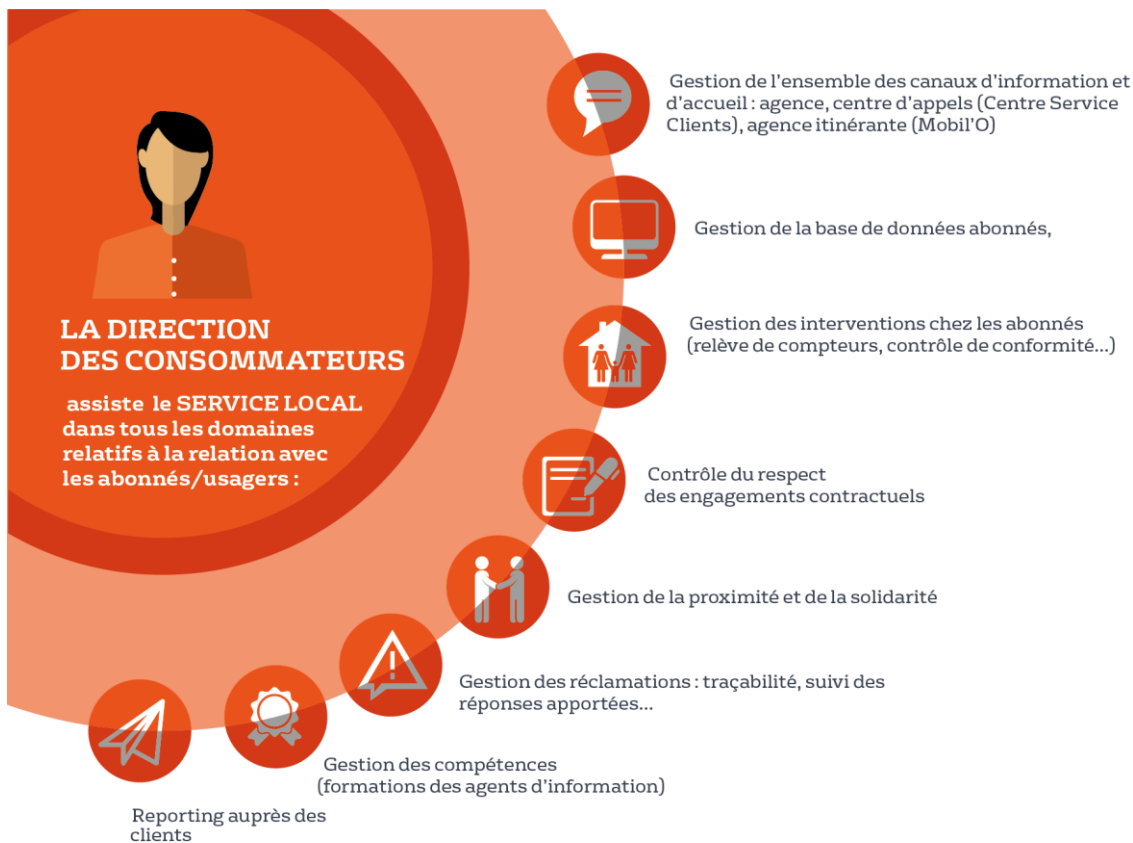 LA DIRECTION
DES CONSOMMATEURS
assiste le SERVICE LOCAL
dans tous les domaines
relatifs à la relation avec
les abonnés/usagers :
Gestion de l'ensemble des canaux d'information et
d'accueil : agence, centre d'appels (Centre Service
Clients), agence itinérante (Mobil'O)
Gestion de la base de données abonnés,
Gestion des interventions chez les abonnés
(relève de compteurs, contrôle de conformité...)
Contrôle du respect
des engagements contractuels
Gestion de la proximité et de la solidarité
Gestion des réclamations : traçabilité, suivi des
réponses apportées...
Gestion des compétences
(formations des agents d'information)
Reporting auprès des
clients